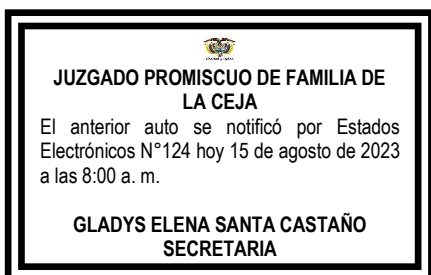 JUZGADO PROMISCUO DE FAMILIA DE
LA CEJA
El anterior auto se notificó por Estados
Electrónicos N°124 hoy 15 de agosto de 2023
a las 8:00 a. m.
GLADYS ELENA SANTA CASTAÑO
SECRETARIA